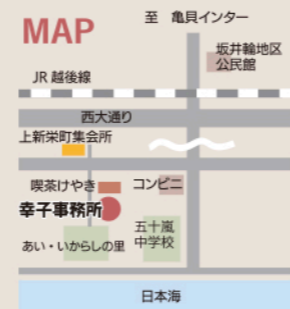 MAP
至 亀貝インター
坂井輪地区
公民館
JR 越後線
西大通り
上新栄町集会所
喫茶けやき
コンビニ
幸子事務所
五十嵐
中学校
あい・いからしの里
日本海